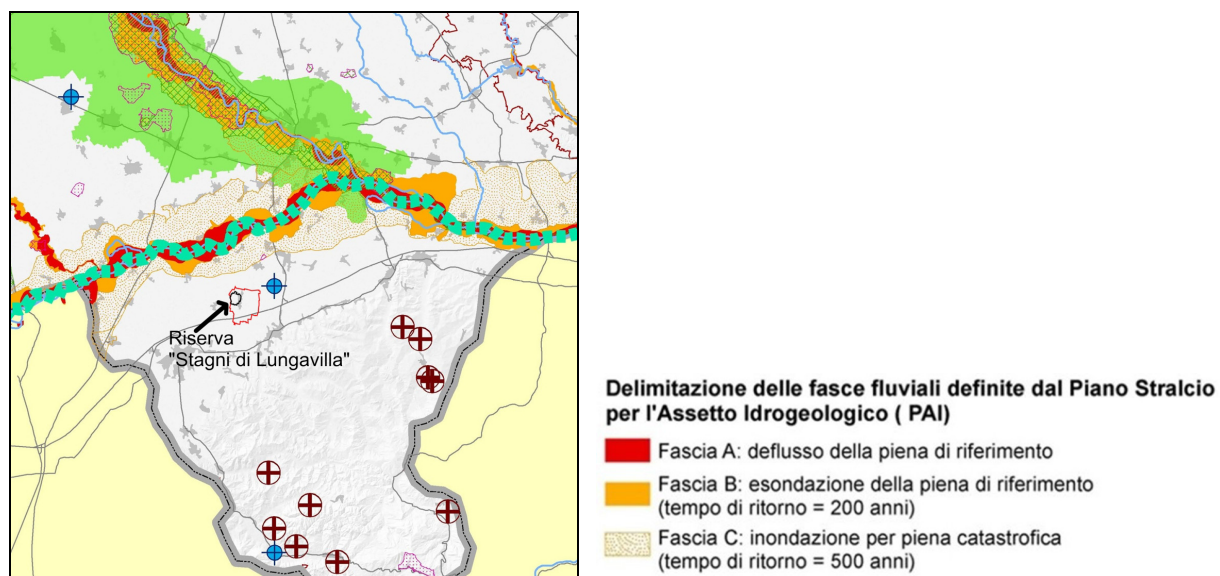 Riserva
"Stagni di Lungavilla"
Delimitazione delle fasce fluviali definite dal Piano Stralcio
per l'Assetto Idrogeologico ( PAI)
Fascia A: deflusso della piena di riferimento
Fascia B: esondazione della piena di riferimento
(tempo di ritorno = 200 anni)
Fascia C: inondazione per piena catastrofica
(tempo di ritorno = 500 anni)